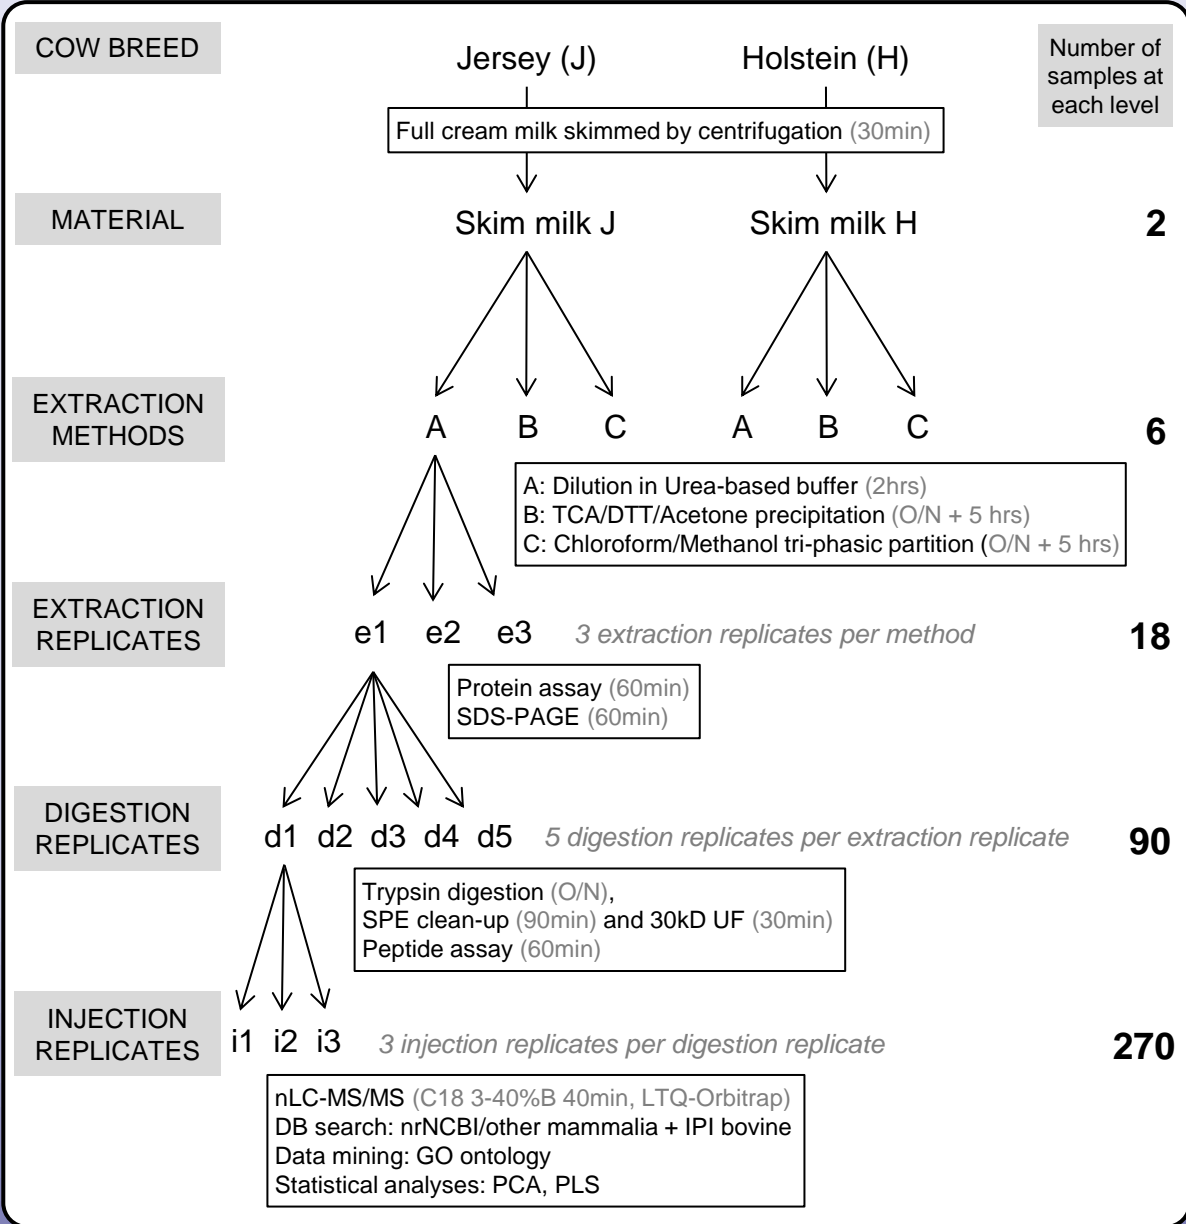 COW BREED
Jersey (J)
Holstein (H)
Number of
samples at
each level
Full cream milk skimmed by centrifugation (30min)
MATERIAL
Skim milk J
Skim milk H
2
EXTRACTION
METHODS
A B C A B C
6
A: Dilution in Urea-based buffer (2hrs)
B: TCA/DTT/Acetone precipitation (O/N + 5 hrs)
C: Chloroform/Methanol tri-phasic partition (O/N + 5 hrs)
EXTRACTION
REPLICATES
e1 e2 e3 3 extraction replicates per method
18
Protein assay (60min)
SDS-PAGE (60min)
DIGESTION
REPLICATES
d1 d2 d3 d4 d5 5 digestion replicates per extraction replicate
90
Trypsin digestion (O/N),
SPE clean-up (90min) and 30kD UF (30min)
Peptide assay (60min)
INJECTION
REPLICATES
i1 i2 i3 3 injection replicates per digestion replicate
270
nLC-MS/MS (C18 3-40%B 40min, LTQ-Orbitrap)
DB search: nrNCBI/other mammalia + IPI bovine
Data mining: GO ontology
Statistical analyses: PCA, PLS